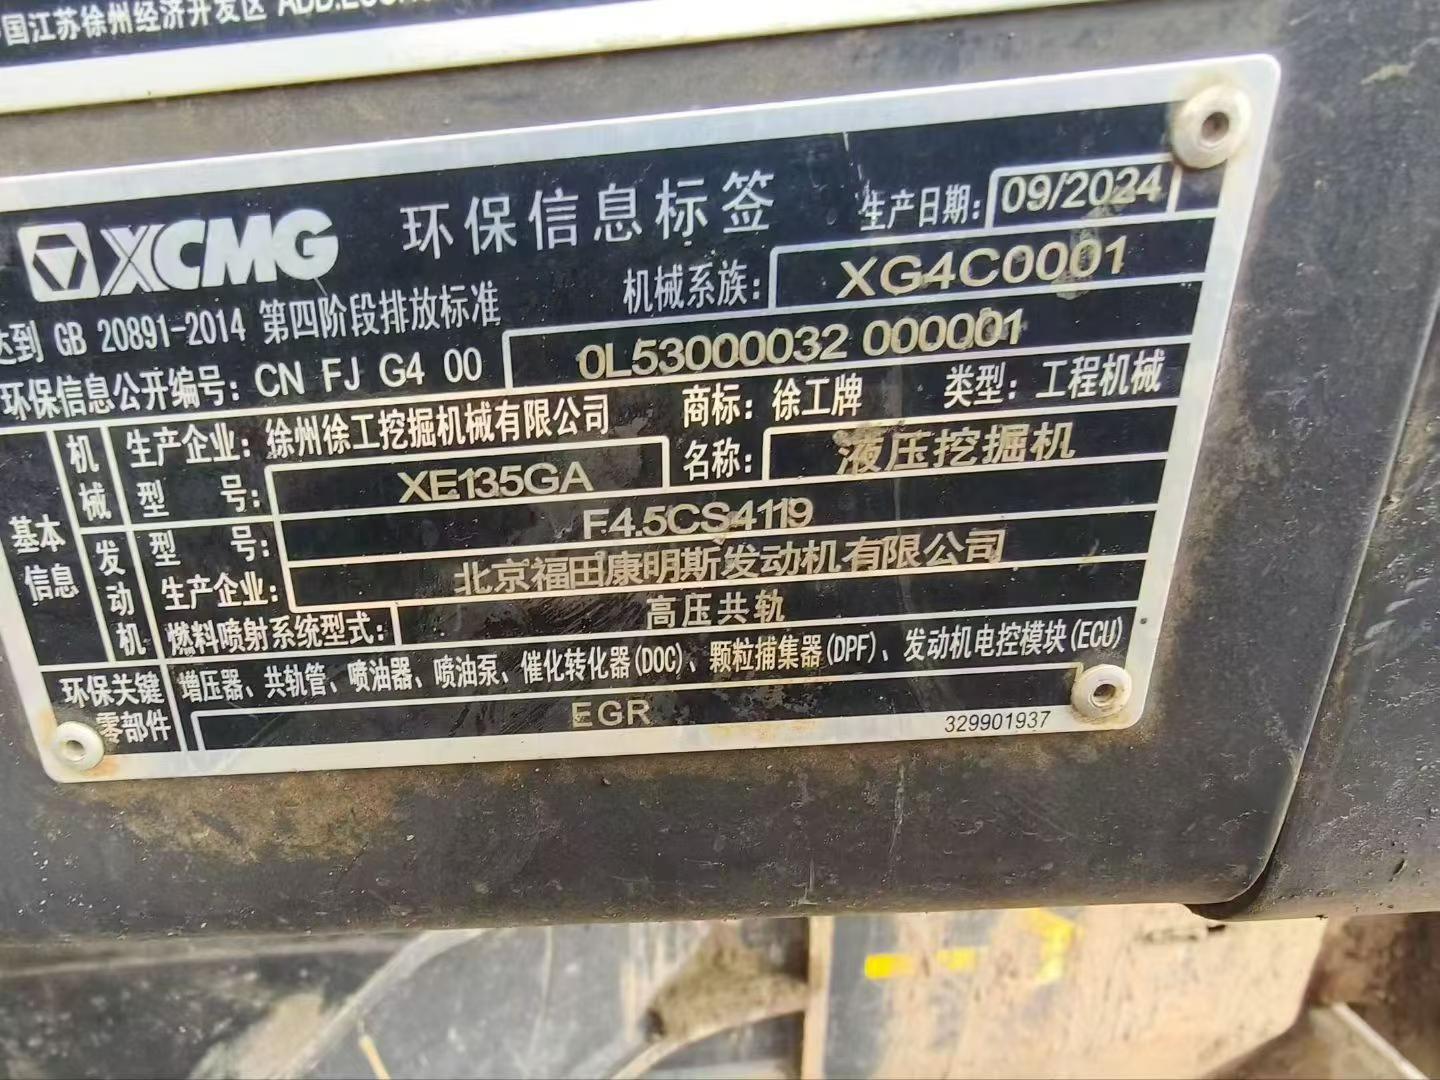 国江苏徐州经济开发区 ADD:
XCMG 环保信息标签 生产日期: 09/2024
达到 GB 20891-2014 第四阶段排放标准 机械系族: XG4C0001
环保信息公开编号: CN FJ G4 00 0L53000032 000001
基本信息 机械 生产企业: 徐州徐工挖掘机械有限公司 商标: 徐工牌 类型: 工程机械
型 号: XE135GA 名称: 液压挖掘机
发动机 型 号: F4.5CS4119
生产企业: 北京福田康明斯发动机有限公司
燃料喷射系统型式: 高压共轨
环保关键零部件 增压器、共轨管、喷油器、喷油泵、催化转化器(DOC)、颗粒捕集器(DPF)、发动机电控模块(ECU)
EGR
329901937